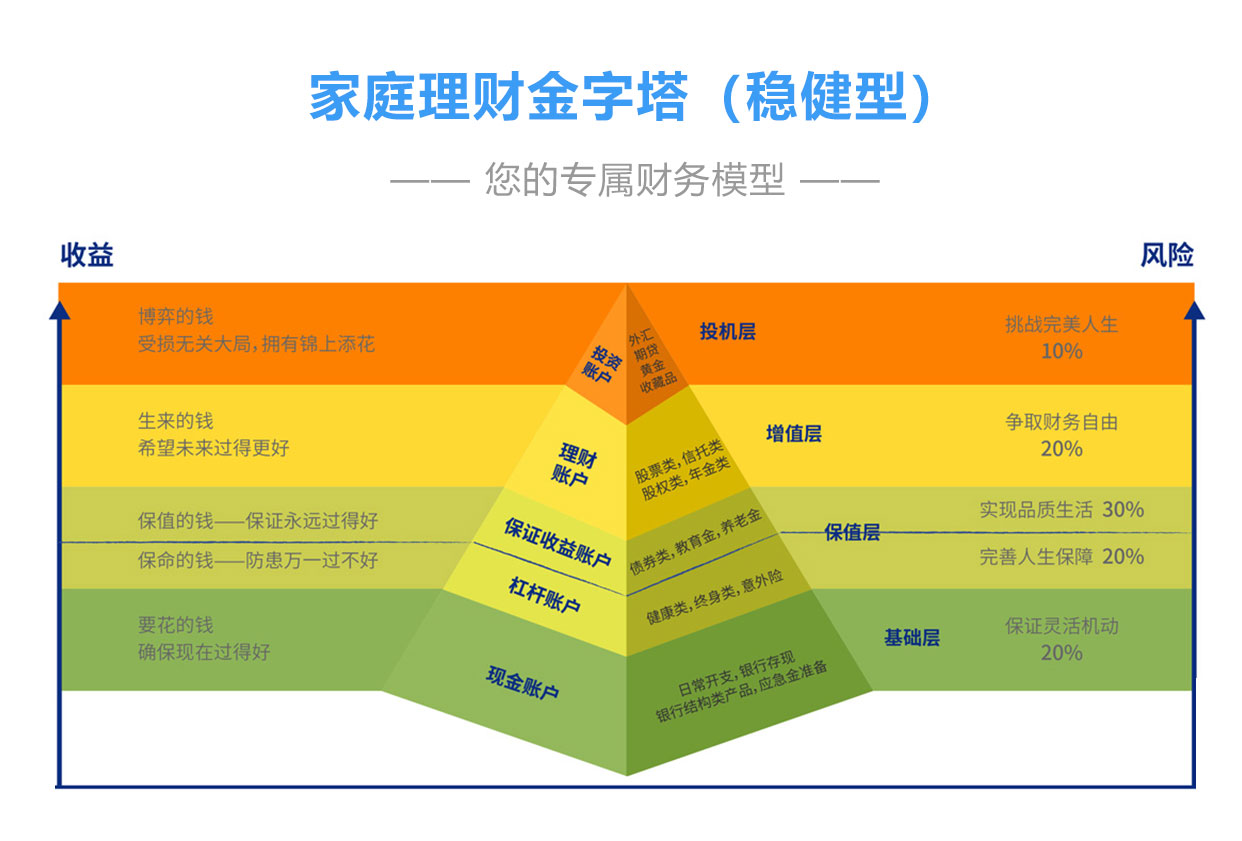 家庭理财金字塔（稳健型）
—— 您的专属财务模型 ——
收益
风险
博弈的钱
受损无关大局，拥有锦上添花
投资
账户
外汇
期货
黄金
收藏品
投机层
挑战完美人生
10%
生来的钱
希望未来过得更好
理财
账户
股票类，信托类
股权类，年金类
增值层
争取财务自由
20%
保值的钱——保证永远过得好
保证收益账户
债券类，教育金，养老金
保值层
实现品质生活 30%
保命的钱——防患万一过不好
杠杆账户
健康类，终身类，意外险
完善人生保障 20%
要花的钱
确保现在过得好
现金账户
日常开支，银行存现
银行结构类产品，应急金准备
基础层
保证灵活机动
20%